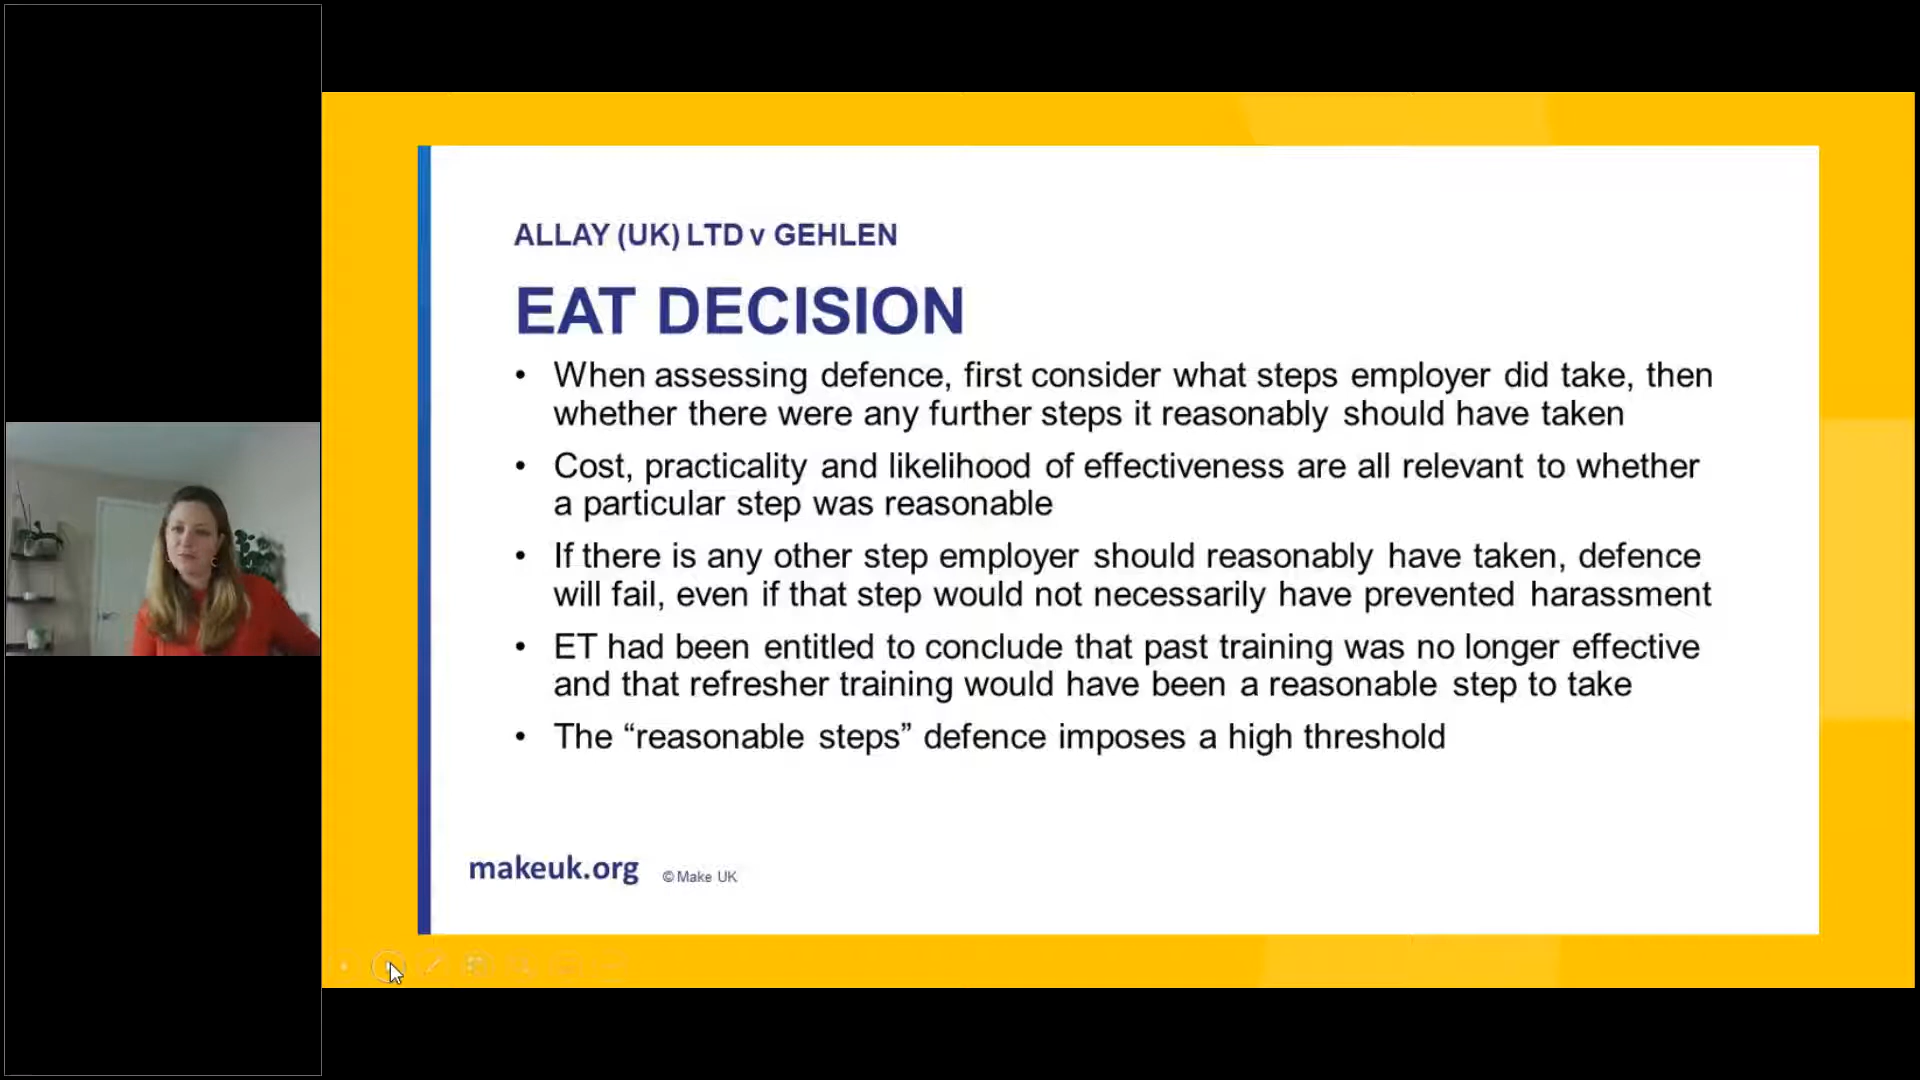 ALLAY (UK) LTD v GEHLEN
EAT DECISION
• When assessing defence, first consider what steps employer did take, then
whether there were any further steps it reasonably should have taken
• Cost, practicality and likelihood of effectiveness are all relevant to whether
a particular step was reasonable
• If there is any other step employer should reasonably have taken, defence
will fail, even if that step would not necessarily have prevented harassment
• ET had been entitled to conclude that past training was no longer effective
and that refresher training would have been a reasonable step to take
• The “reasonable steps” defence imposes a high threshold
makeuk.org © Make UK